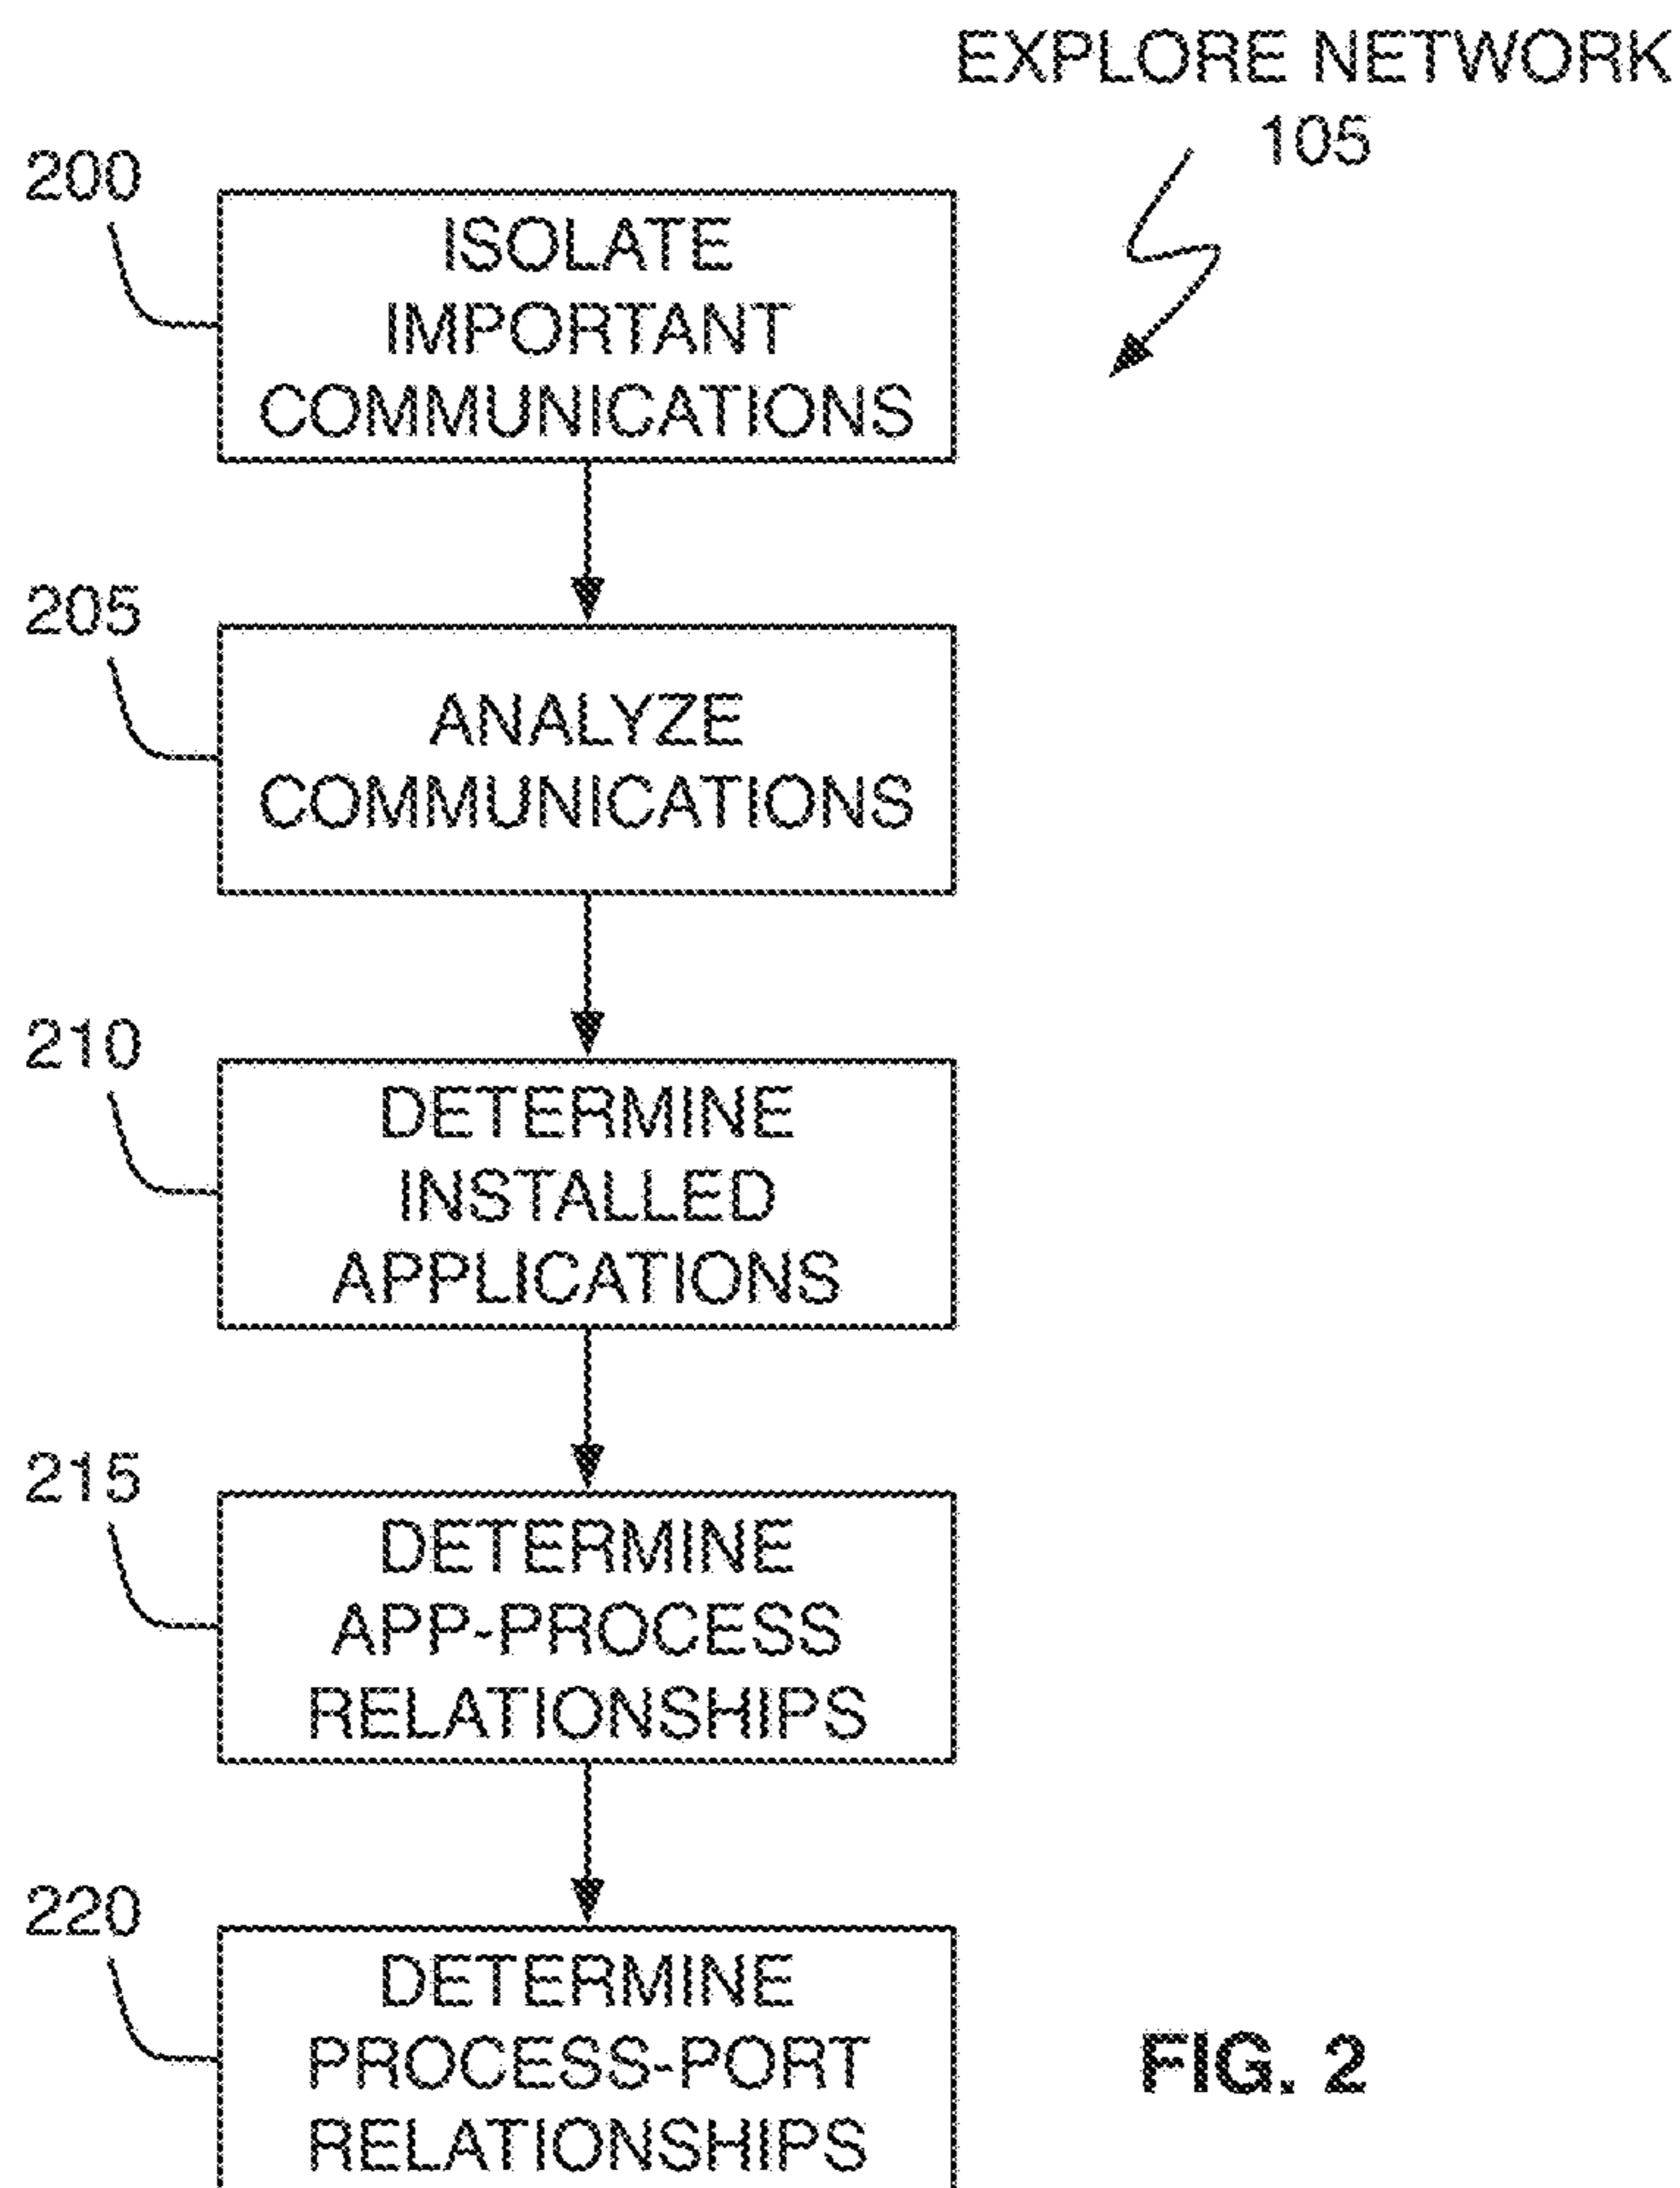 EXPLORE NETWORK
105
200
ISOLATE
IMPORTANT
COMMUNICATIONS
205
ANALYZE
COMMUNICATIONS
210
DETERMINE
INSTALLED
APPLICATIONS
215
DETERMINE
APP-PROCESS
RELATIONSHIPS
220
DETERMINE
PROCESS-PORT
RELATIONSHIPS
FIG. 2